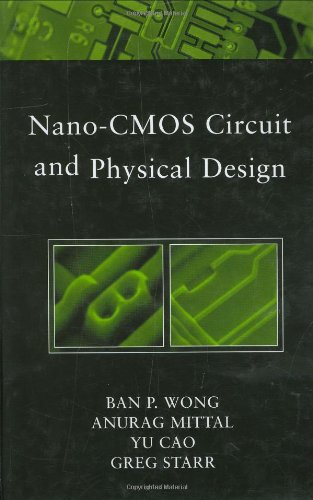 Nano-CMOS Circuit
and Physical Design
BAN P. WONG
ANURAG MITTAL
YU CAO
GREG STARR